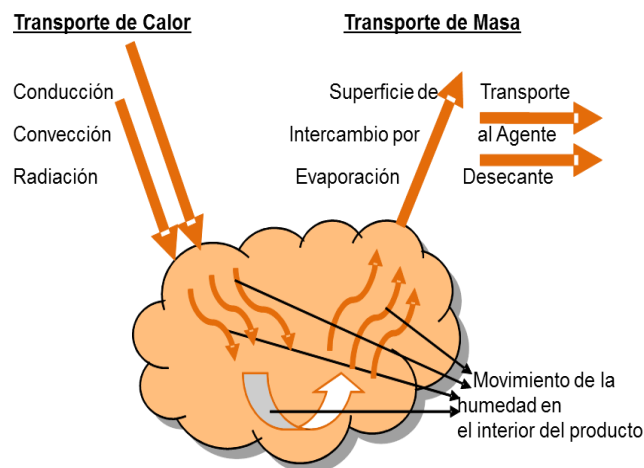 Transporte de Calor
Conducción
Convección
Radiación
Transporte de Masa
Superficie de Transporte
Intercambio por al Agente
Evaporación Desecante
Movimiento de la
humedad en
el interior del producto